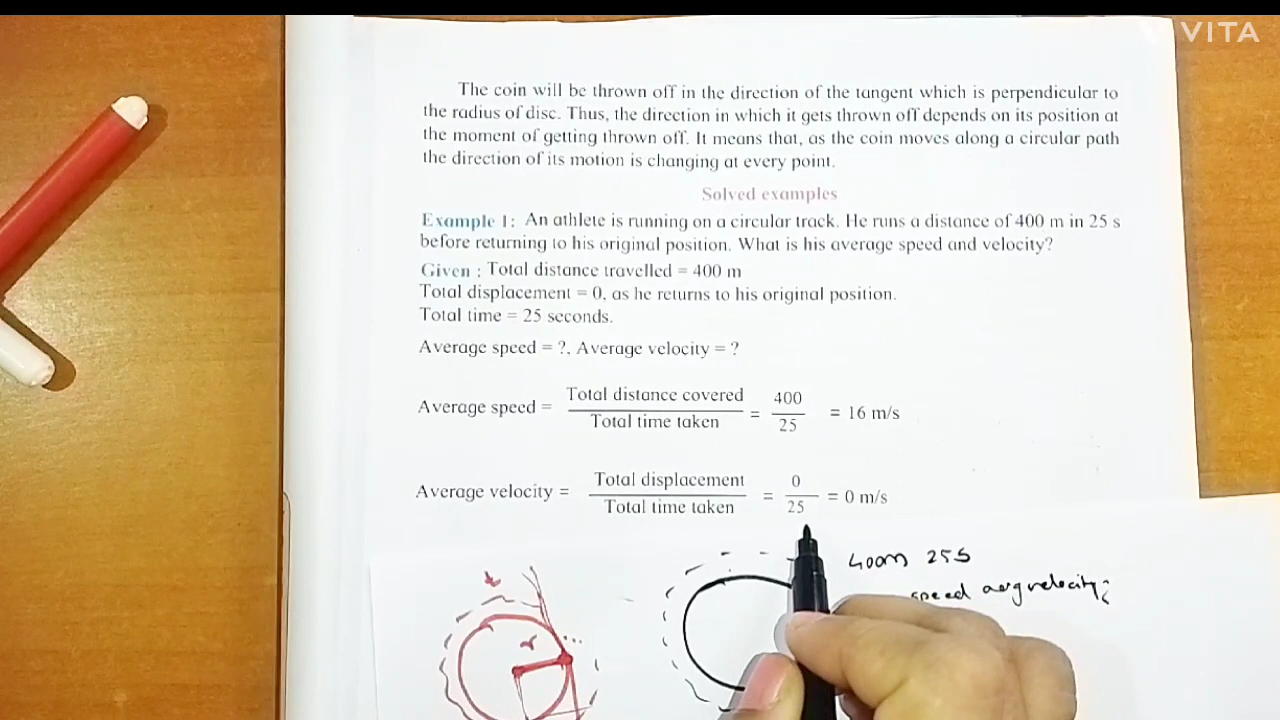 VITA
The coin will be thrown off in the direction of the tangent which is perpendicular to
the radius of disc. Thus, the direction in which it gets thrown off depends on its position at
the moment of getting thrown off. It means that, as the coin moves along a circular path
the direction of its motion is changing at every point.
Solved examples
Example 1: An athlete is running on a circular track. He runs a distance of 400 m in 25 s
before returning to his original position. What is his average speed and velocity?
Given : Total distance travelled = 400 m
Total displacement = 0, as he returns to his original position.
Total time = 25 seconds.
Average speed = ?, Average velocity = ?
Average speed = Total distance covered / Total time taken = 400 / 25 = 16 m/s
Average velocity = Total displacement / Total time taken = 0 / 25 = 0 m/s
400m 25s
speed avgvelocity
t
r